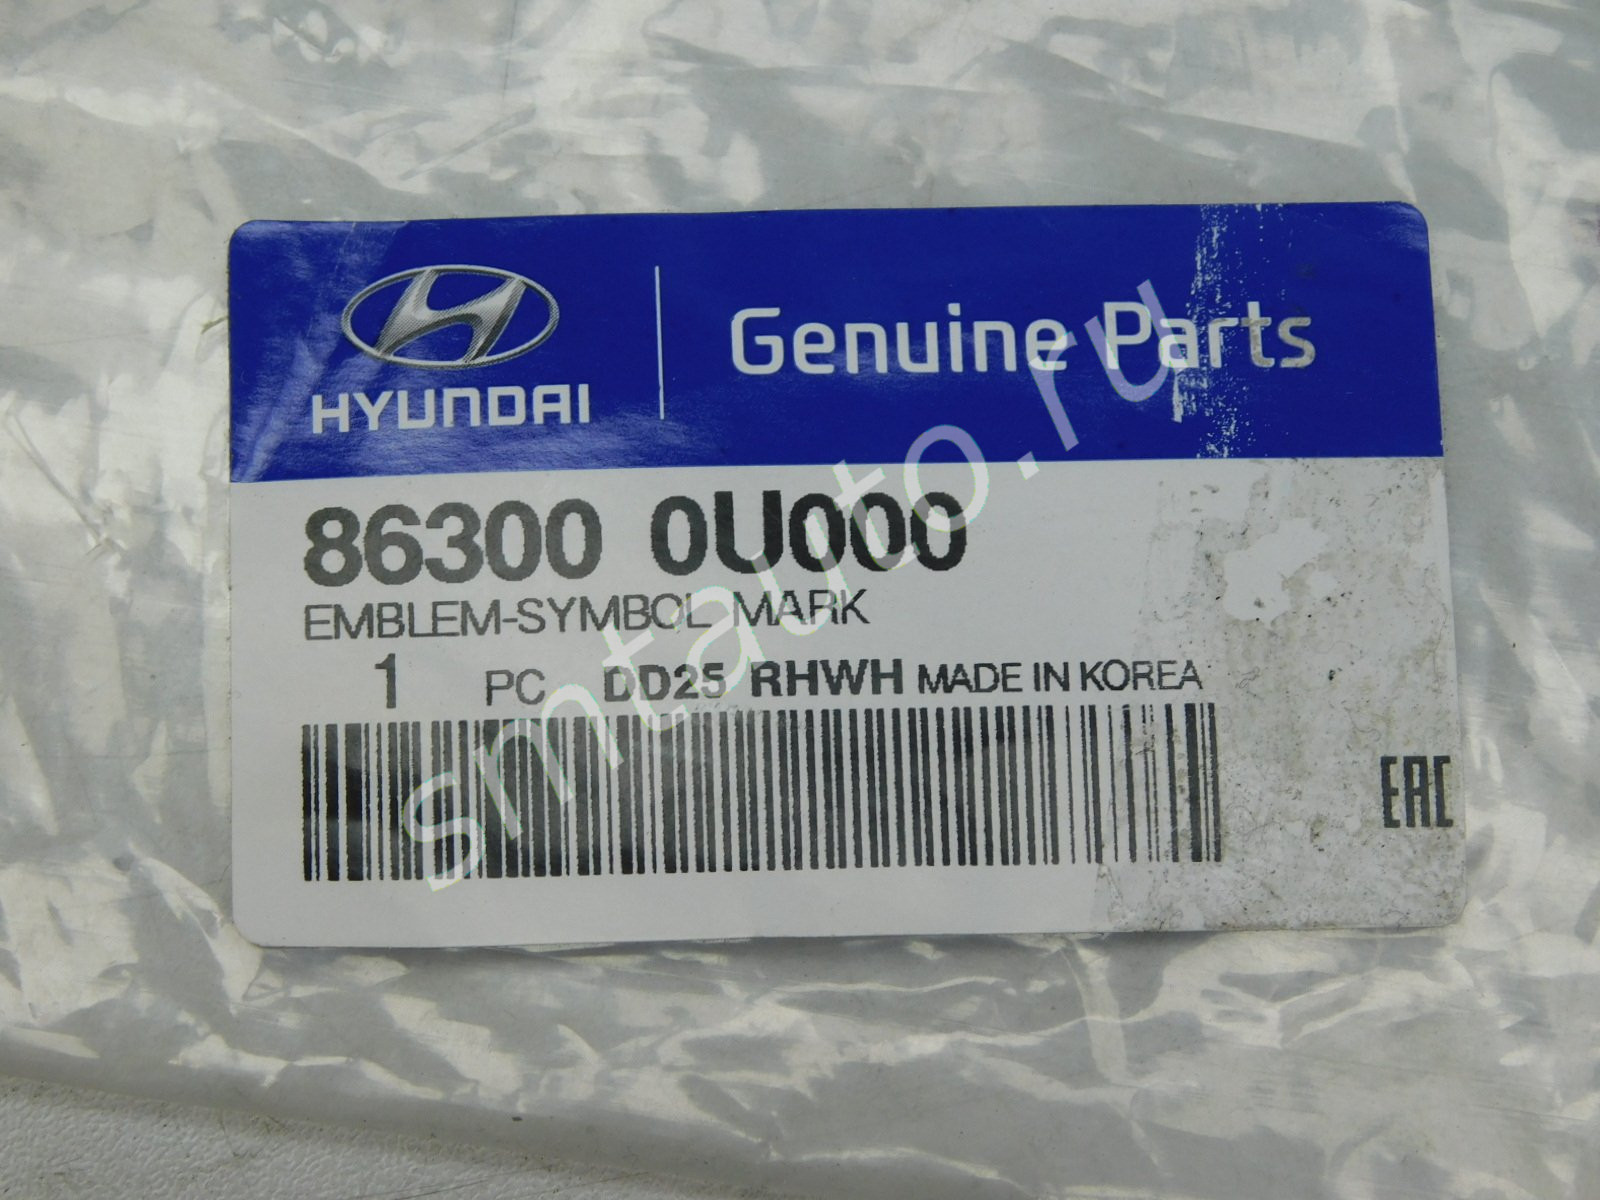 HYUNDAI
Genuine Parts
86300 0U000
EMBLEM-SYMBOL MARK
1 PC DD25 RHWH MADE IN KOREA
EAC
smtauto.ru